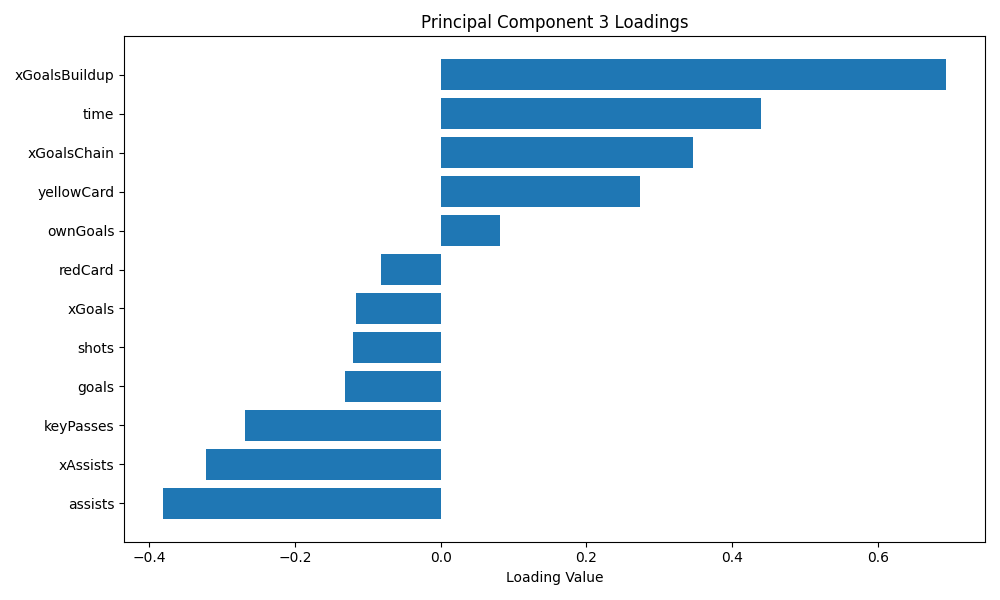 Principal Component 3 Loadings
xGoalsBuildup
time
xGoalsChain
yellowCard
ownGoals
redCard
xGoals
shots
goals
keyPasses
xAssists
assists
−0.4 −0.2 0.0 0.2 0.4 0.6
Loading Value